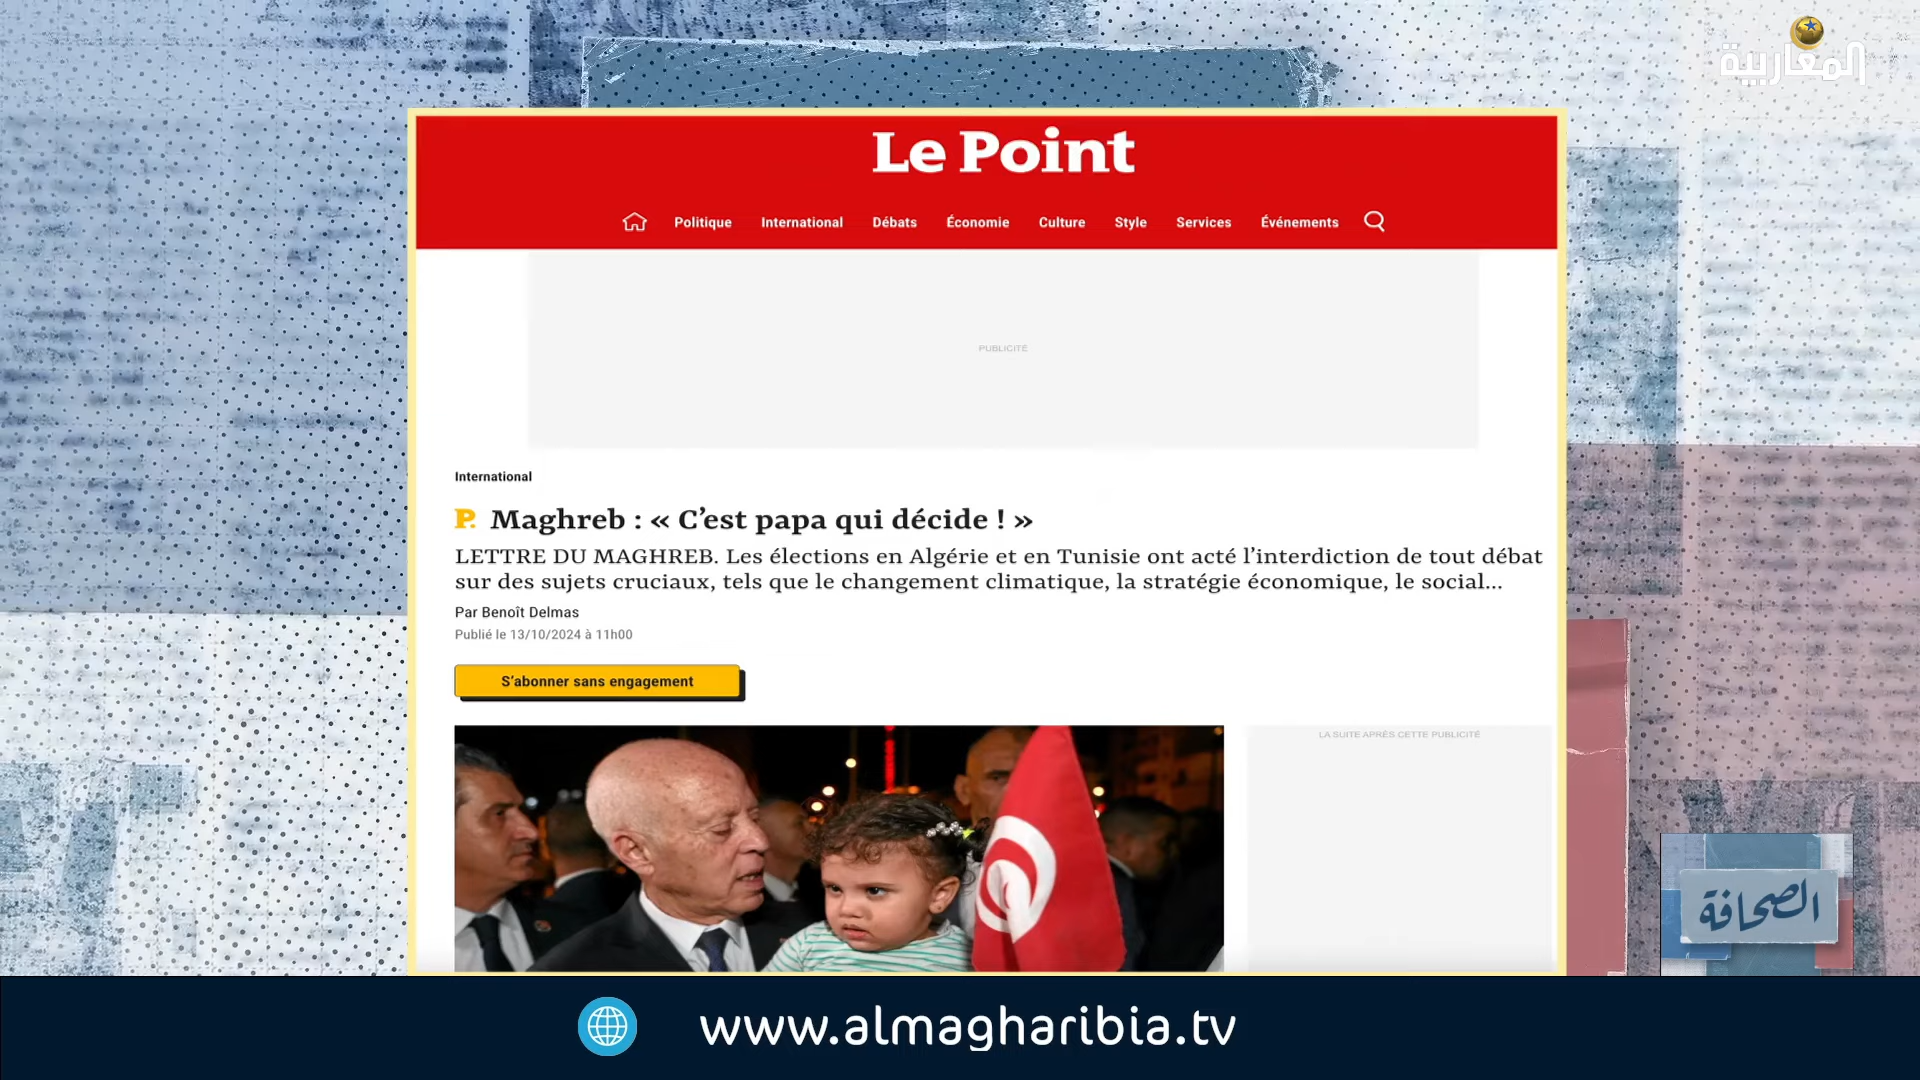 المغاربية
Le Point
Politique International Débats Économie Culture Style Services Événements
PUBLICITÉ
International
P. Maghreb : « C’est papa qui décide ! »
LETTRE DU MAGHREB. Les élections en Algérie et en Tunisie ont acté l’interdiction de tout débat
sur des sujets cruciaux, tels que le changement climatique, la stratégie économique, le social...
Par Benoît Delmas
Publié le 13/10/2024 à 11h00
S’abonner sans engagement
LA SUITE APRÈS CETTE PUBLICITÉ
الصحافة
www.almagharibia.tv